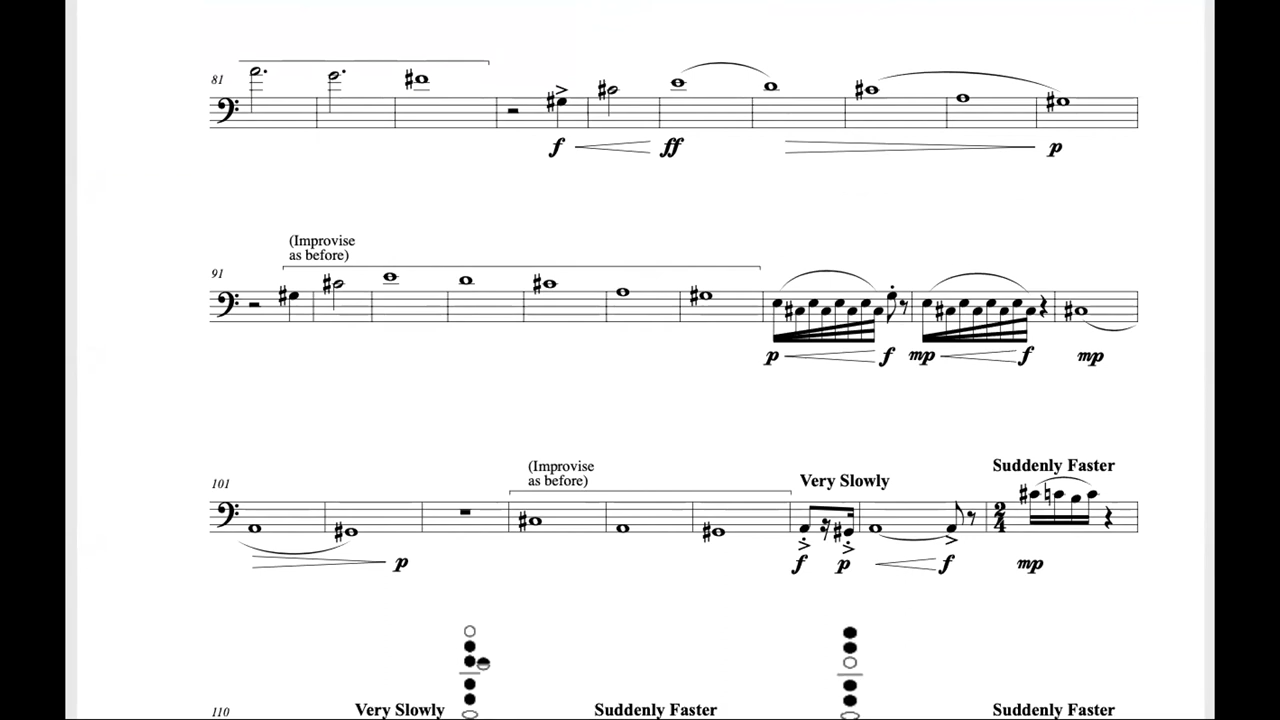 81
f ff p
(Improvise
as before)
91
p f mp f mp
(Improvise
as before)
Very Slowly
Suddenly Faster
101
2
4
p f p f mp
110
Very Slowly
Suddenly Faster
Suddenly Faster